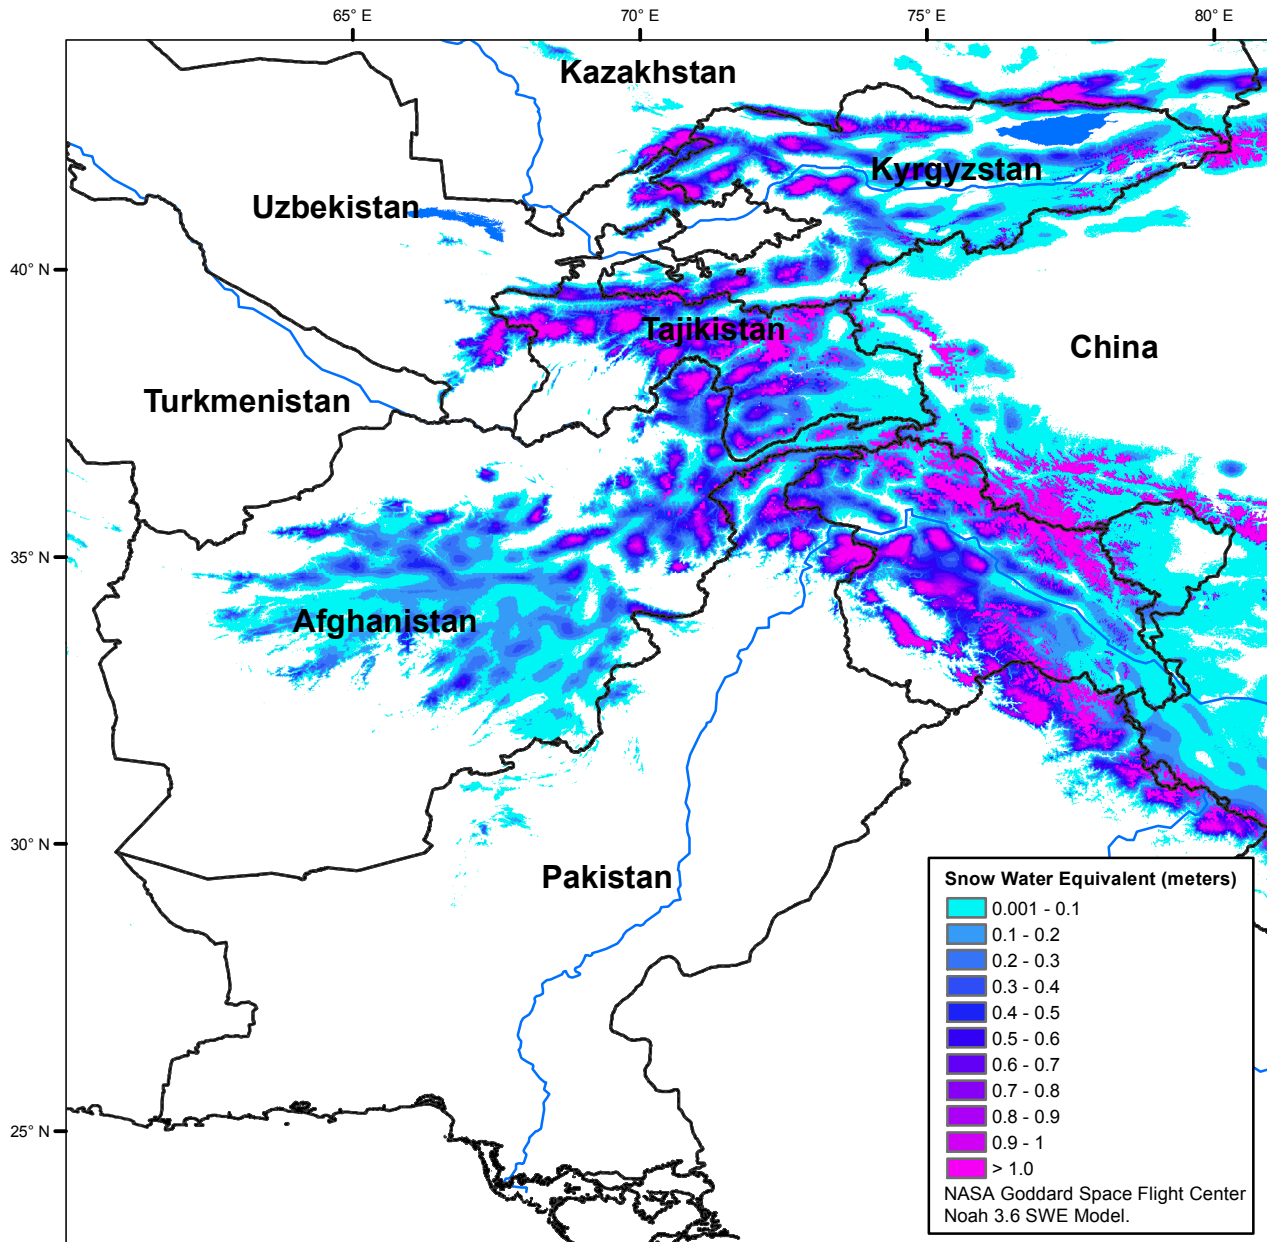 65° E
70° E
75° E
80° E
Kazakhstan
Kyrgyzstan
Uzbekistan
40° N
Tajikistan
China
Turkmenistan
35° N
Afghanistan
30° N
Pakistan
25° N
Snow Water Equivalent (meters)
0.001 - 0.1
0.1 - 0.2
0.2 - 0.3
0.3 - 0.4
0.4 - 0.5
0.5 - 0.6
0.6 - 0.7
0.7 - 0.8
0.8 - 0.9
0.9 - 1
> 1.0
NASA Goddard Space Flight Center
Noah 3.6 SWE Model.